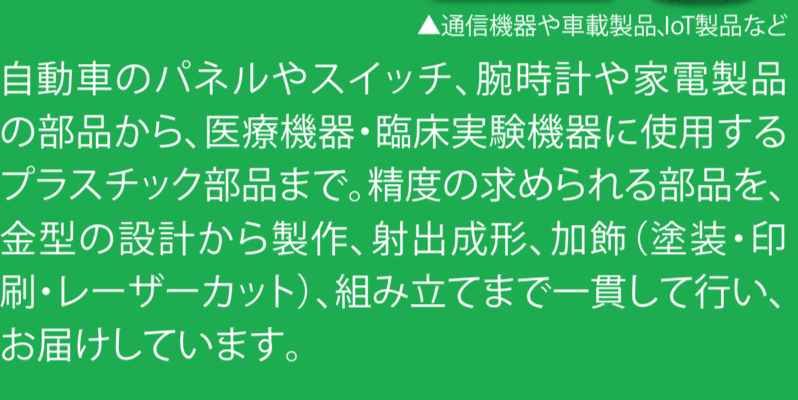 ▲通信機器や車載製品、IoT製品など
自動車のパネルやスイッチ、腕時計や家電製品
の部品から、医療機器・臨床実験機器に使用する
プラスチック部品まで。精度の求められる部品を、
金型の設計から製作、射出成形、加飾（塗装・印
刷・レーザーカット）、組み立てまで一貫して行い、
お届けしています。